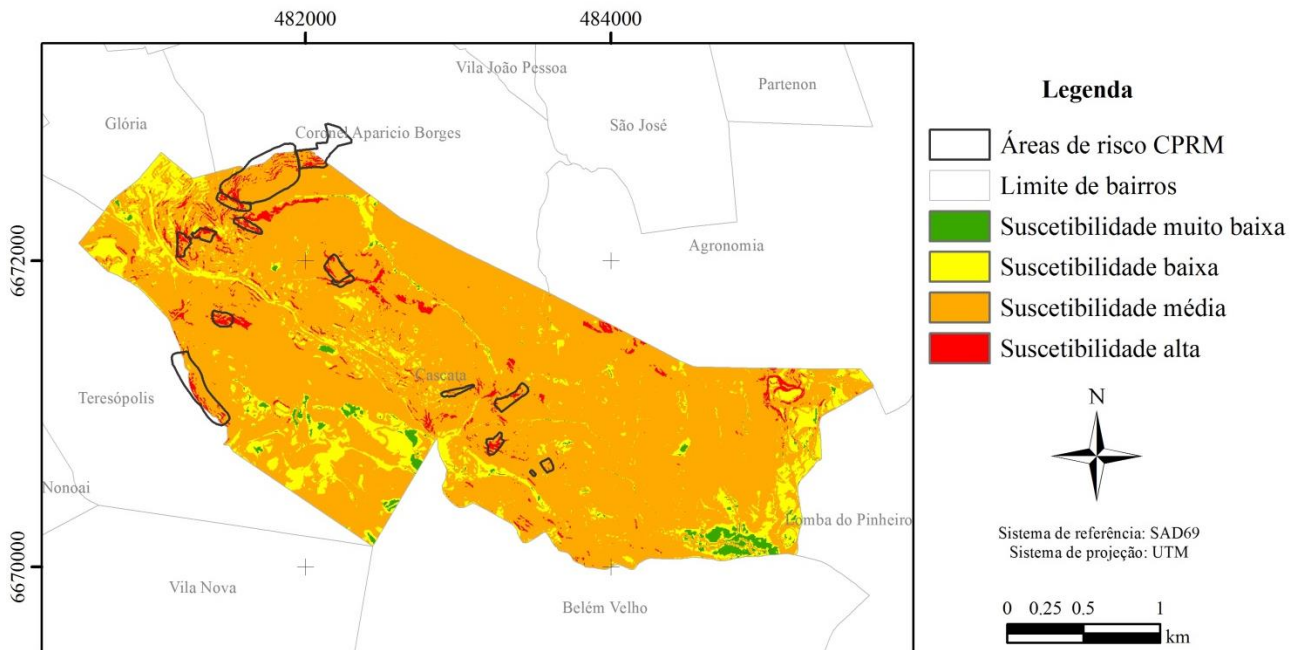 482000
484000
6672000
6670000
Vila João Pessoa
Partenon
Glória
Coronel Aparício Borges
São José
Agronomia
Cascata
Teresópolis
Nonoai
Lomba do Pinheiro
Vila Nova
Belém Velho
Legenda
Áreas de risco CPRM
Limite de bairros
Suscetibilidade muito baixa
Suscetibilidade baixa
Suscetibilidade média
Suscetibilidade alta
N
Sistema de referência: SAD69
Sistema de projeção: UTM
0 0.25 0.5 1
km